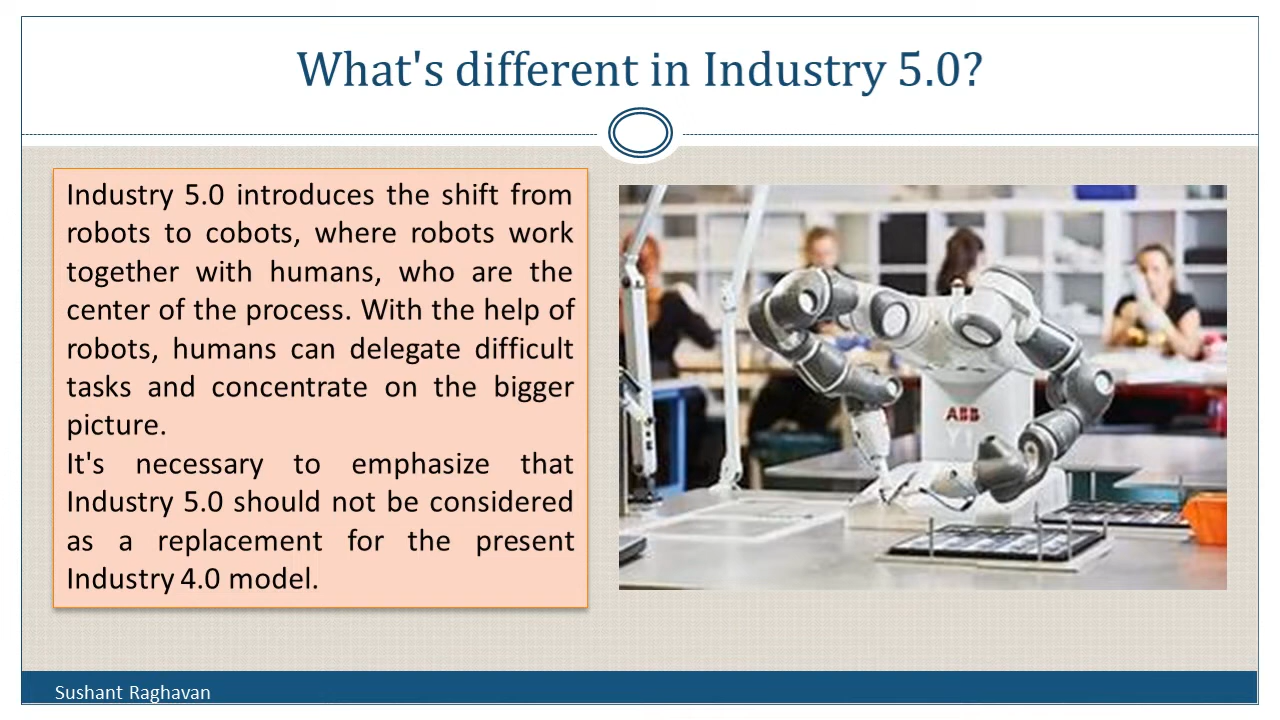 What's different in Industry 5.0?
Industry 5.0 introduces the shift from
robots to cobots, where robots work
together with humans, who are the
center of the process. With the help of
robots, humans can delegate difficult
tasks and concentrate on the bigger
picture.
It's necessary to emphasize that
Industry 5.0 should not be considered
as a replacement for the present
Industry 4.0 model.
ABB
Sushant Raghavan